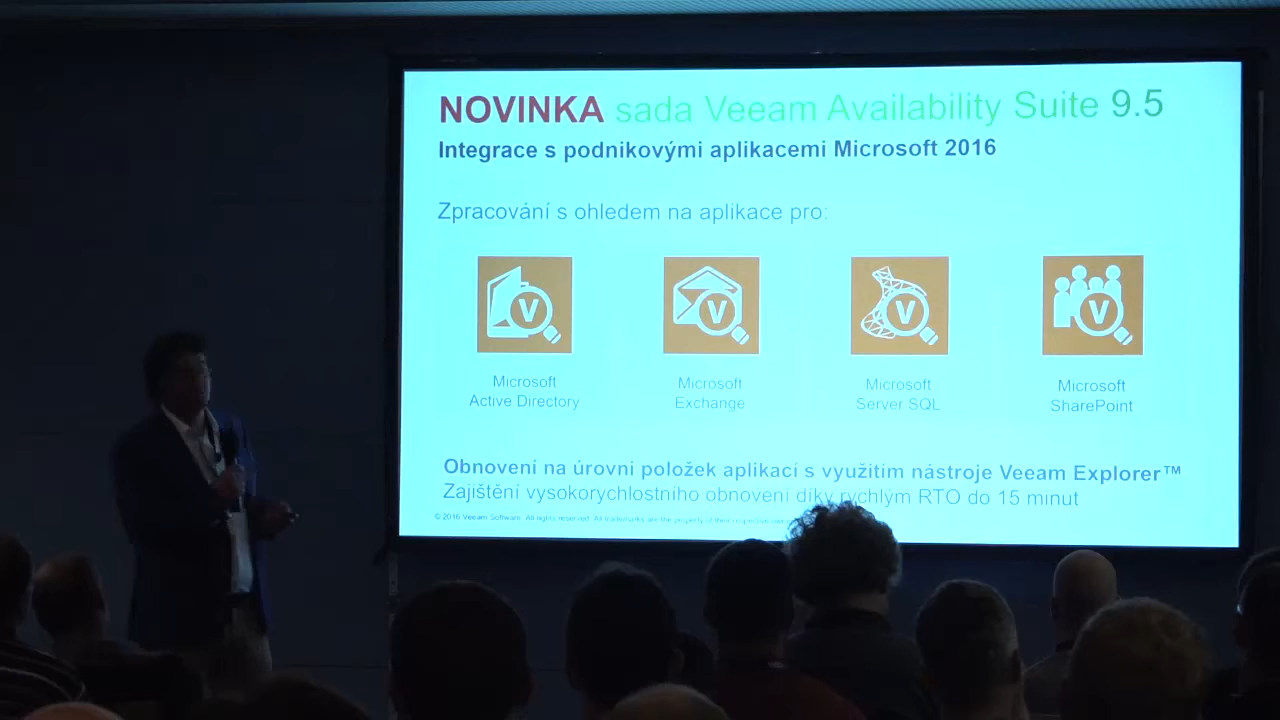 NOVINKA sada Veeam Availability Suite 9.5
Integrace s podnikovými aplikacemi Microsoft 2016
Zpracování s ohledem na aplikace pro:
V V V V
Microsoft
Active Directory
Microsoft
Exchange
Microsoft
Server SQL
Microsoft
SharePoint
Obnovení na úrovni položek aplikací s využitím nástroje Veeam Explorer™
Zajištění vysokorychlostního obnovení díky rychlým RTO do 15 minut
© 2016 Veeam Software. All rights reserved. All trademarks are the property of their respective